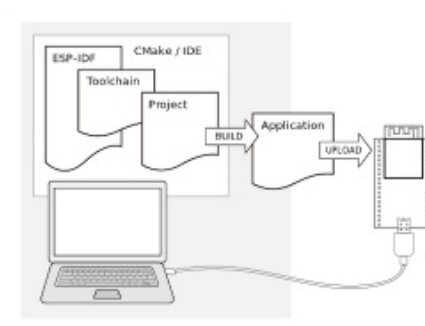 ESP-IDF
CMake / IDE
Toolchain
Project
BUILD
Application
UPLOAD